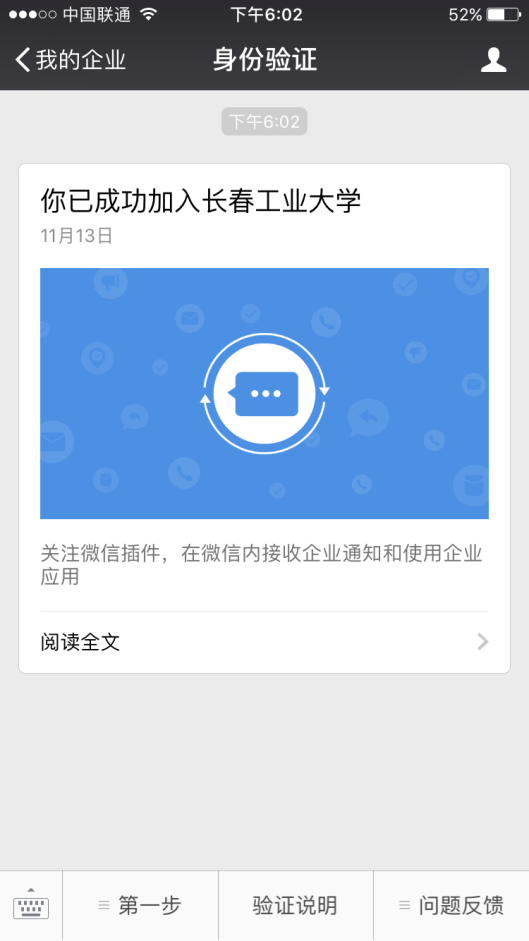 中国联通 下午6:02 52%
我的企业 身份验证
下午6:02
你已成功加入长春工业大学
11月13日
关注微信插件，在微信内接收企业通知和使用企业
应用
阅读全文
第一步 验证说明 问题反馈